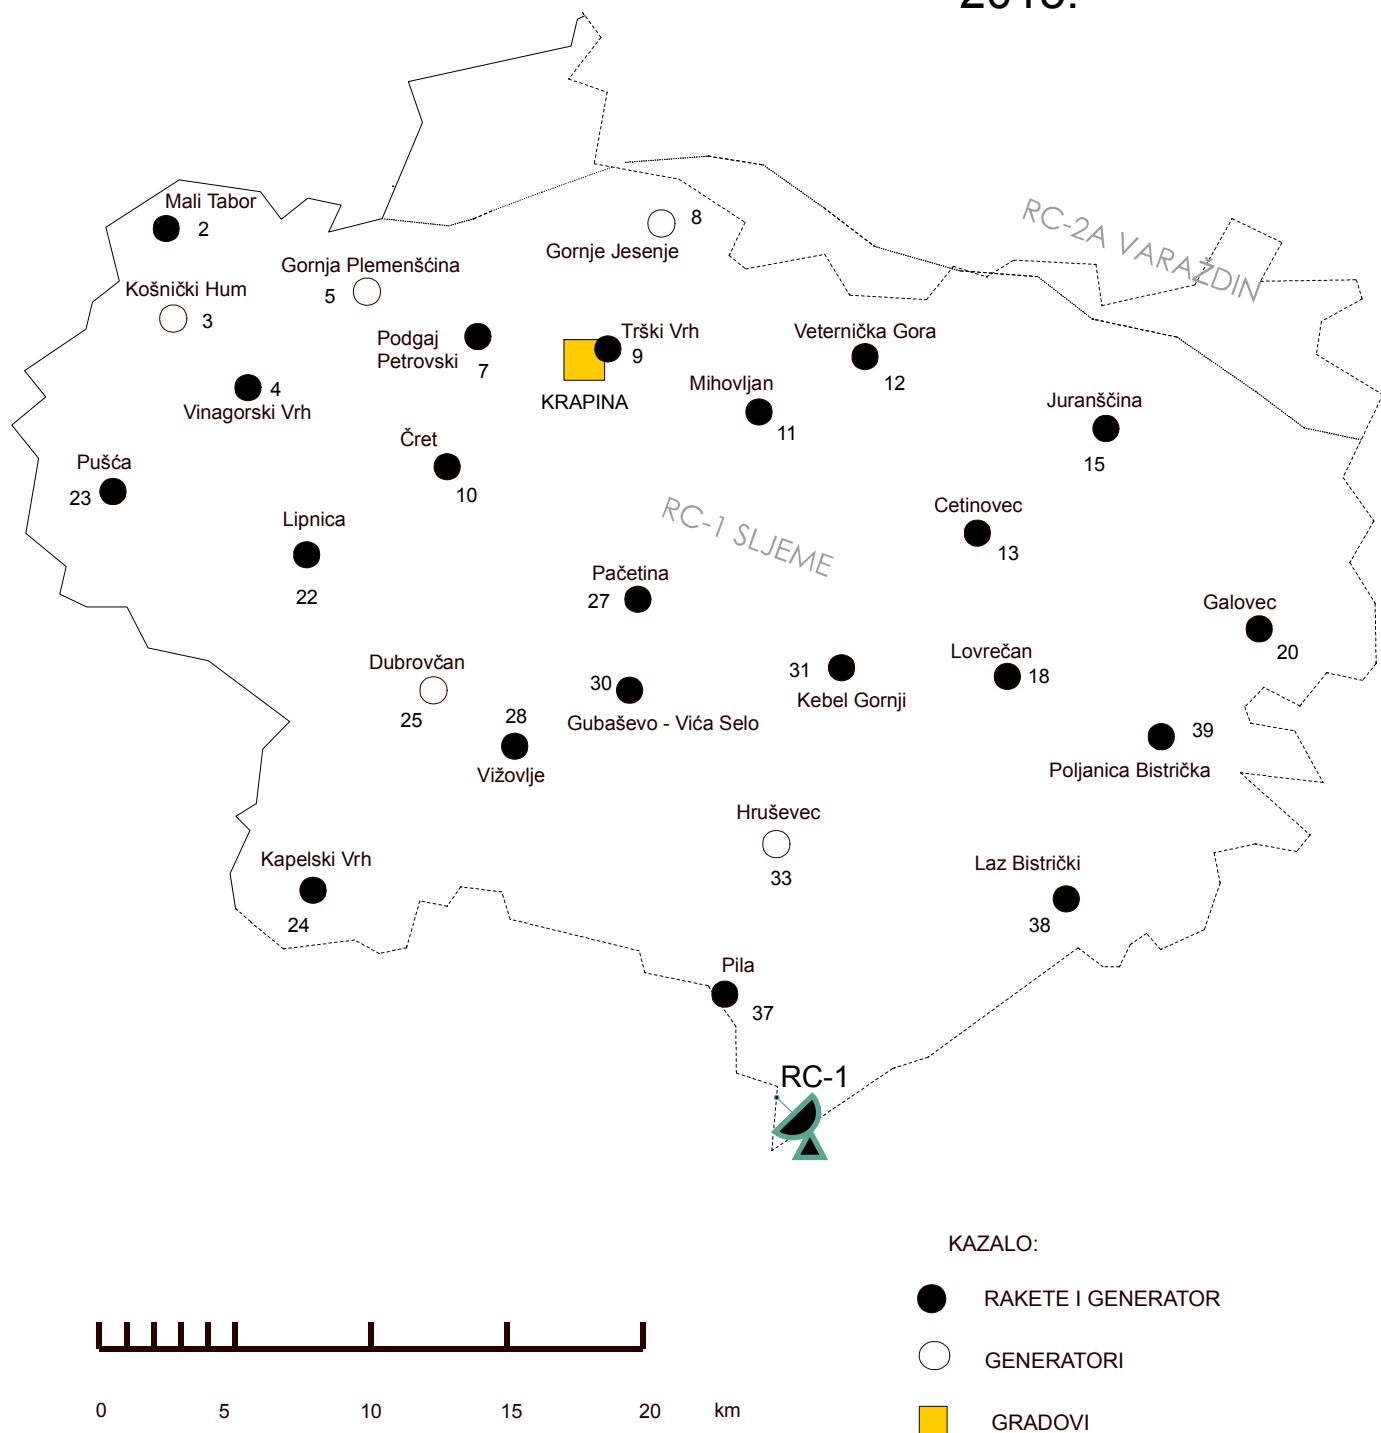 Mali Tabor
2
8
Gornje Jesenje
RC-2A VARAŽDIN
Gornja Plemenšćina
5
Košnički Hum
3
Podgaj
Petrovski
7
Trški Vrh
9
Veternička Gora
12
KRAPINA
Mihovljan
11
4
Vinagorski Vrh
Juranščina
15
Čret
10
Pušća
23
RC-1 SLJEME
Cetinovec
13
Lipnica
22
Pačetina
27
Galovec
20
Dubrovčan
25
30
Gubaševo - Vića Selo
31
Kebel Gornji
Lovrečan
18
28
Vižovlje
39
Poljanica Bistrička
Hruševec
33
Kapelski Vrh
24
Laz Bistrički
38
Pila
37
RC-1
KAZALO:
RAKETE I GENERATOR
GENERATORI
GRADOVI
0 5 10 15 20 km